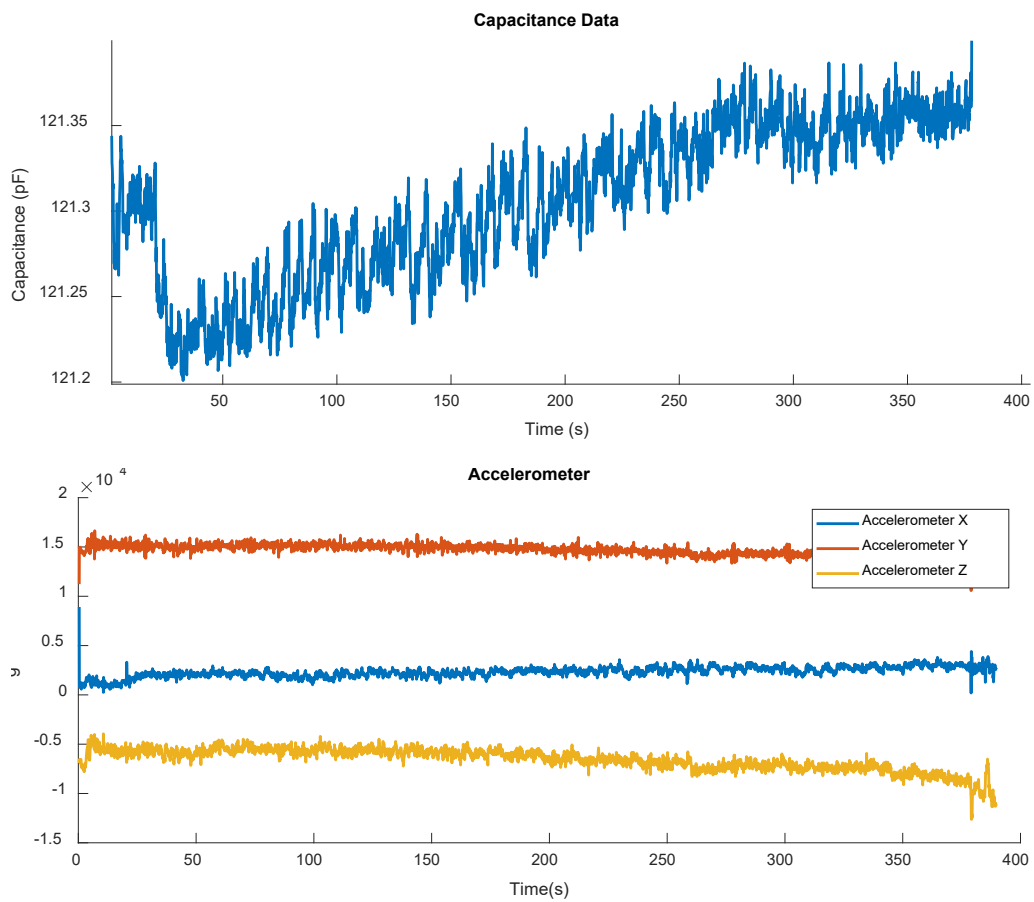 Capacitance Data
121.35
121.3
121.25
121.2
Capacitance (pF)
50 100 150 200 250 300 350 400
Time (s)
Accelerometer
×10 4
2
1.5
1
0.5
0
-0.5
-1
-1.5
Accelerometer X
Accelerometer Y
Accelerometer Z
0 50 100 150 200 250 300 350 400
Time(s)